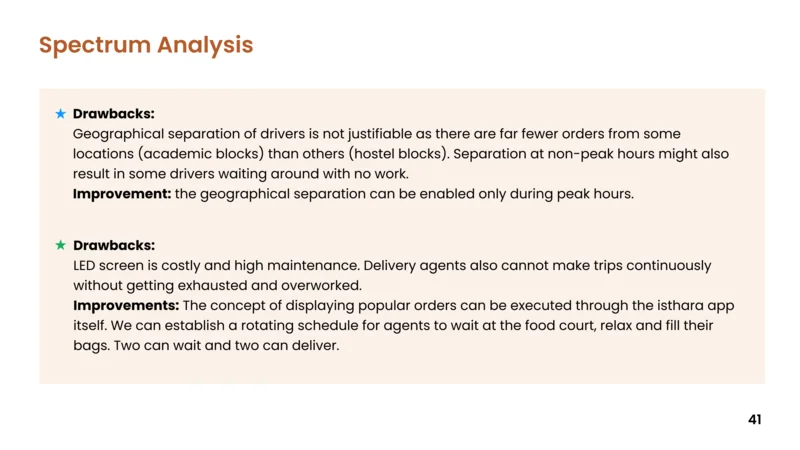 Spectrum Analysis
★ Drawbacks:
Geographical separation of drivers is not justifiable as there are far fewer orders from some
locations (academic blocks) than others (hostel blocks). Separation at non-peak hours might also
result in some drivers waiting around with no work.
Improvement: the geographical separation can be enabled only during peak hours.
★ Drawbacks:
LED screen is costly and high maintenance. Delivery agents also cannot make trips continuously
without getting exhausted and overworked.
Improvements: The concept of displaying popular orders can be executed through the isthara app
itself. We can establish a rotating schedule for agents to wait at the food court, relax and fill their
bags. Two can wait and two can deliver.
41